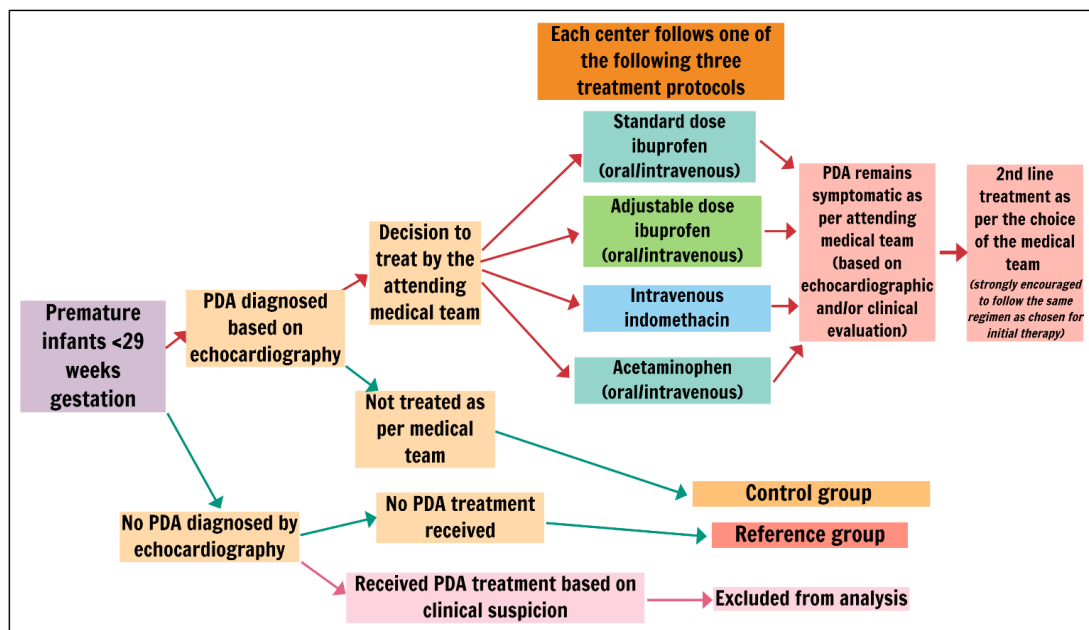 Each center follows one of
the following three
treatment protocols
Standard dose
ibuprofen
(oral/intravenous)
Adjustable dose
ibuprofen
(oral/intravenous)
Intravenous
indomethacin
Acetaminophen
(oral/intravenous)
PDA remains
symptomatic as
per attending
medical team
(based on
echocardiographic
and/or clinical
evaluation)
2nd line
treatment as
per the choice
of the medical
team
(strongly encouraged
to follow the same
regimen as chosen for
initial therapy)
Decision to
treat by the
attending
medical team
PDA diagnosed
based on
echocardiography
Premature
infants <29
weeks
gestation
Not treated as
per medical
team
Control group
No PDA diagnosed by
echocardiography
No PDA treatment
received
Reference group
Received PDA treatment based on
clinical suspicion
Excluded from analysis